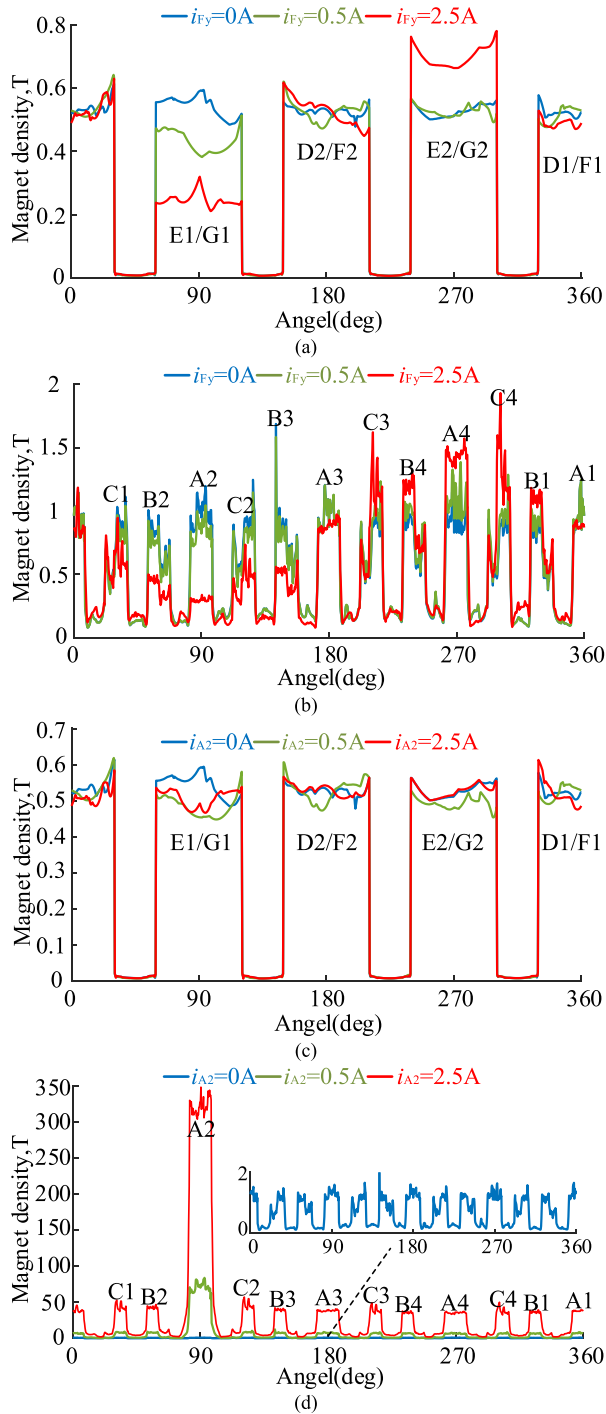 iFy=0A iFy=0.5A iFy=2.5A
0.8
0.6
0.4
0.2
0
Magnet density,T
D2/F2
E2/G2
D1/F1
E1/G1
0 90 180 270 360
Angel(deg)
(a)
iFy=0A iFy=0.5A iFy=2.5A
2
1.5
1
0.5
0
Magnet density,T
C1 B2 A2 C2 B3 A3 C3 B4 A4 C4 B1 A1
0 90 180 270 360
Angel(deg)
(b)
iA2=0A iA2=0.5A iA2=2.5A
0.7
0.6
0.5
0.4
0.3
0.2
0.1
0
Magnet density,T
E1/G1 D2/F2 E2/G2 D1/F1
0 90 180 270 360
Angel(deg)
(c)
iA2=0A iA2=0.5A iA2=2.5A
350
300
250
200
150
100
50
0
Magnet density,T
A2
2
0
0 90 180 270 360
C1 B2 C2 B3 A3 C3 B4 A4 C4 B1 A1
0 90 180 270 360
Angel(deg)
(d)